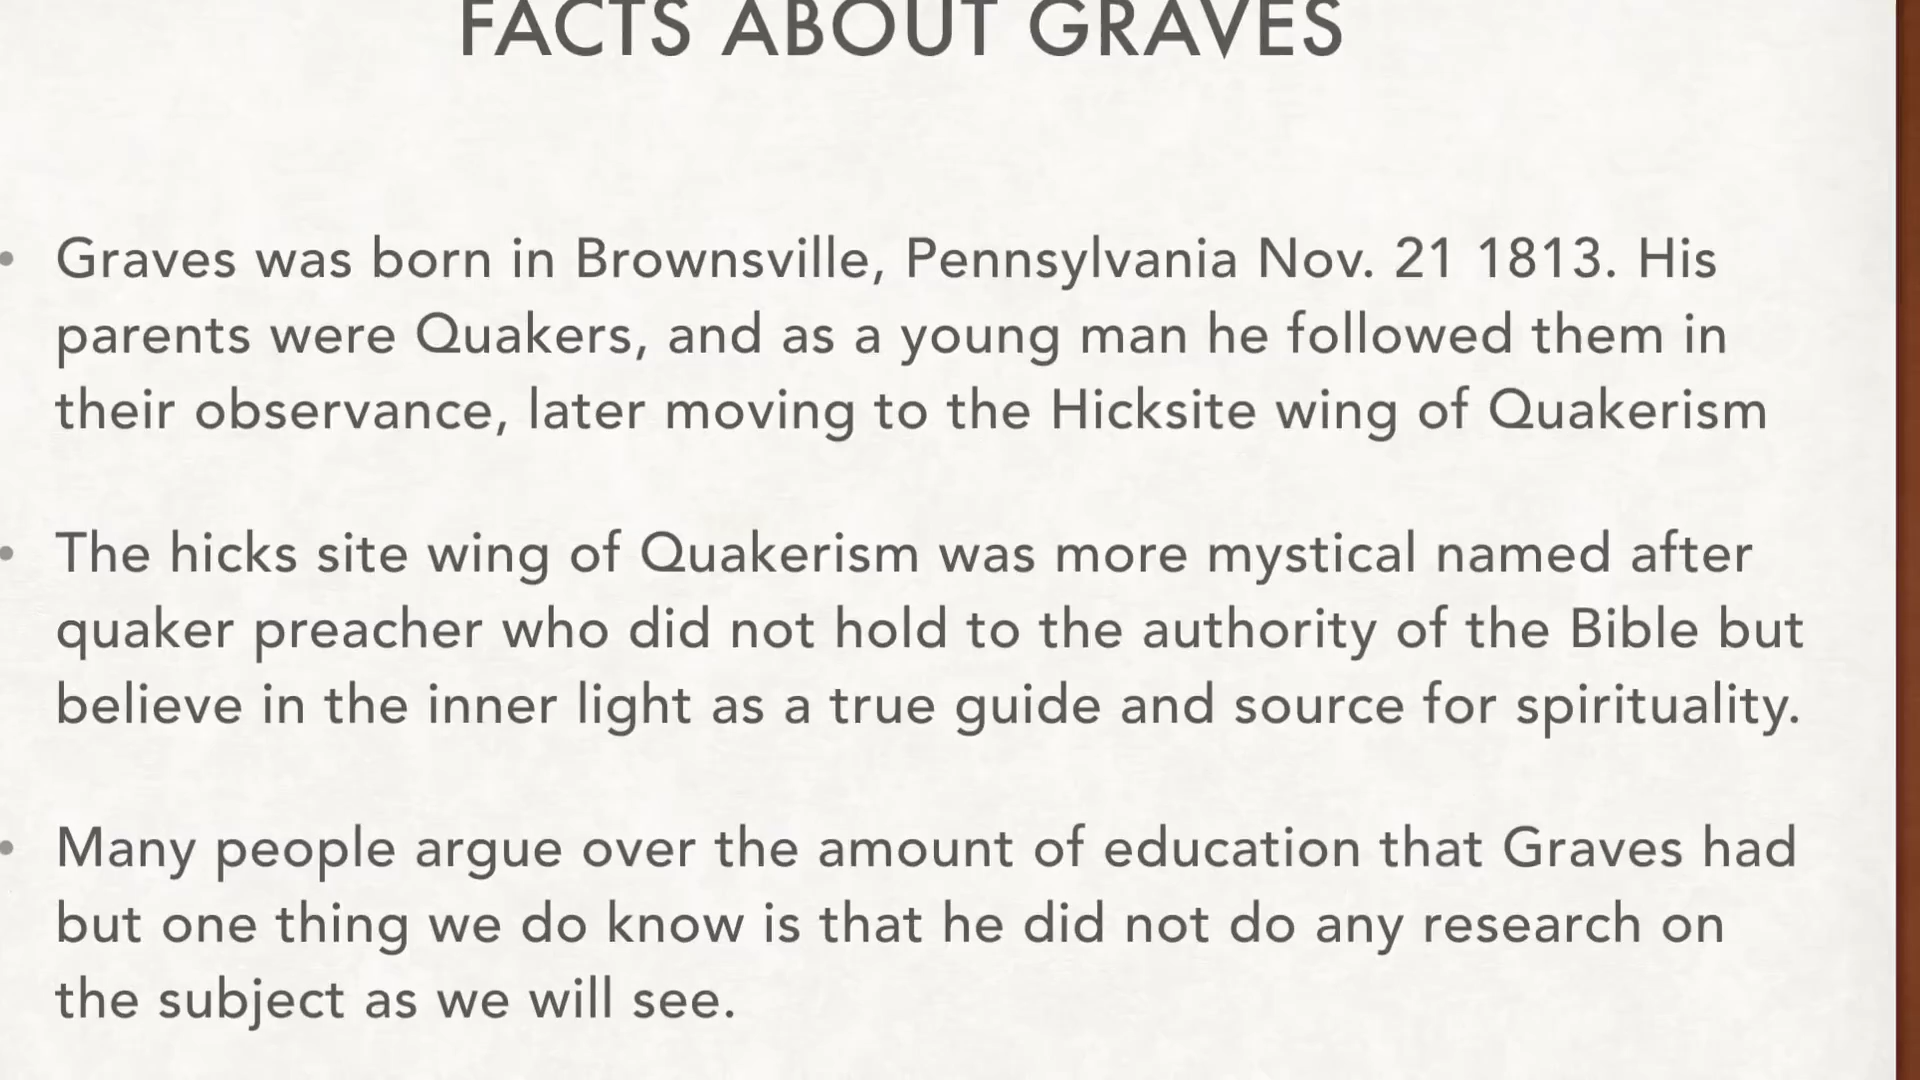 FACTS ABOUT GRAVES
• Graves was born in Brownsville, Pennsylvania Nov. 21 1813. His
parents were Quakers, and as a young man he followed them in
their observance, later moving to the Hicksite wing of Quakerism
• The hicks site wing of Quakerism was more mystical named after
quaker preacher who did not hold to the authority of the Bible but
believe in the inner light as a true guide and source for spirituality.
• Many people argue over the amount of education that Graves had
but one thing we do know is that he did not do any research on
the subject as we will see.